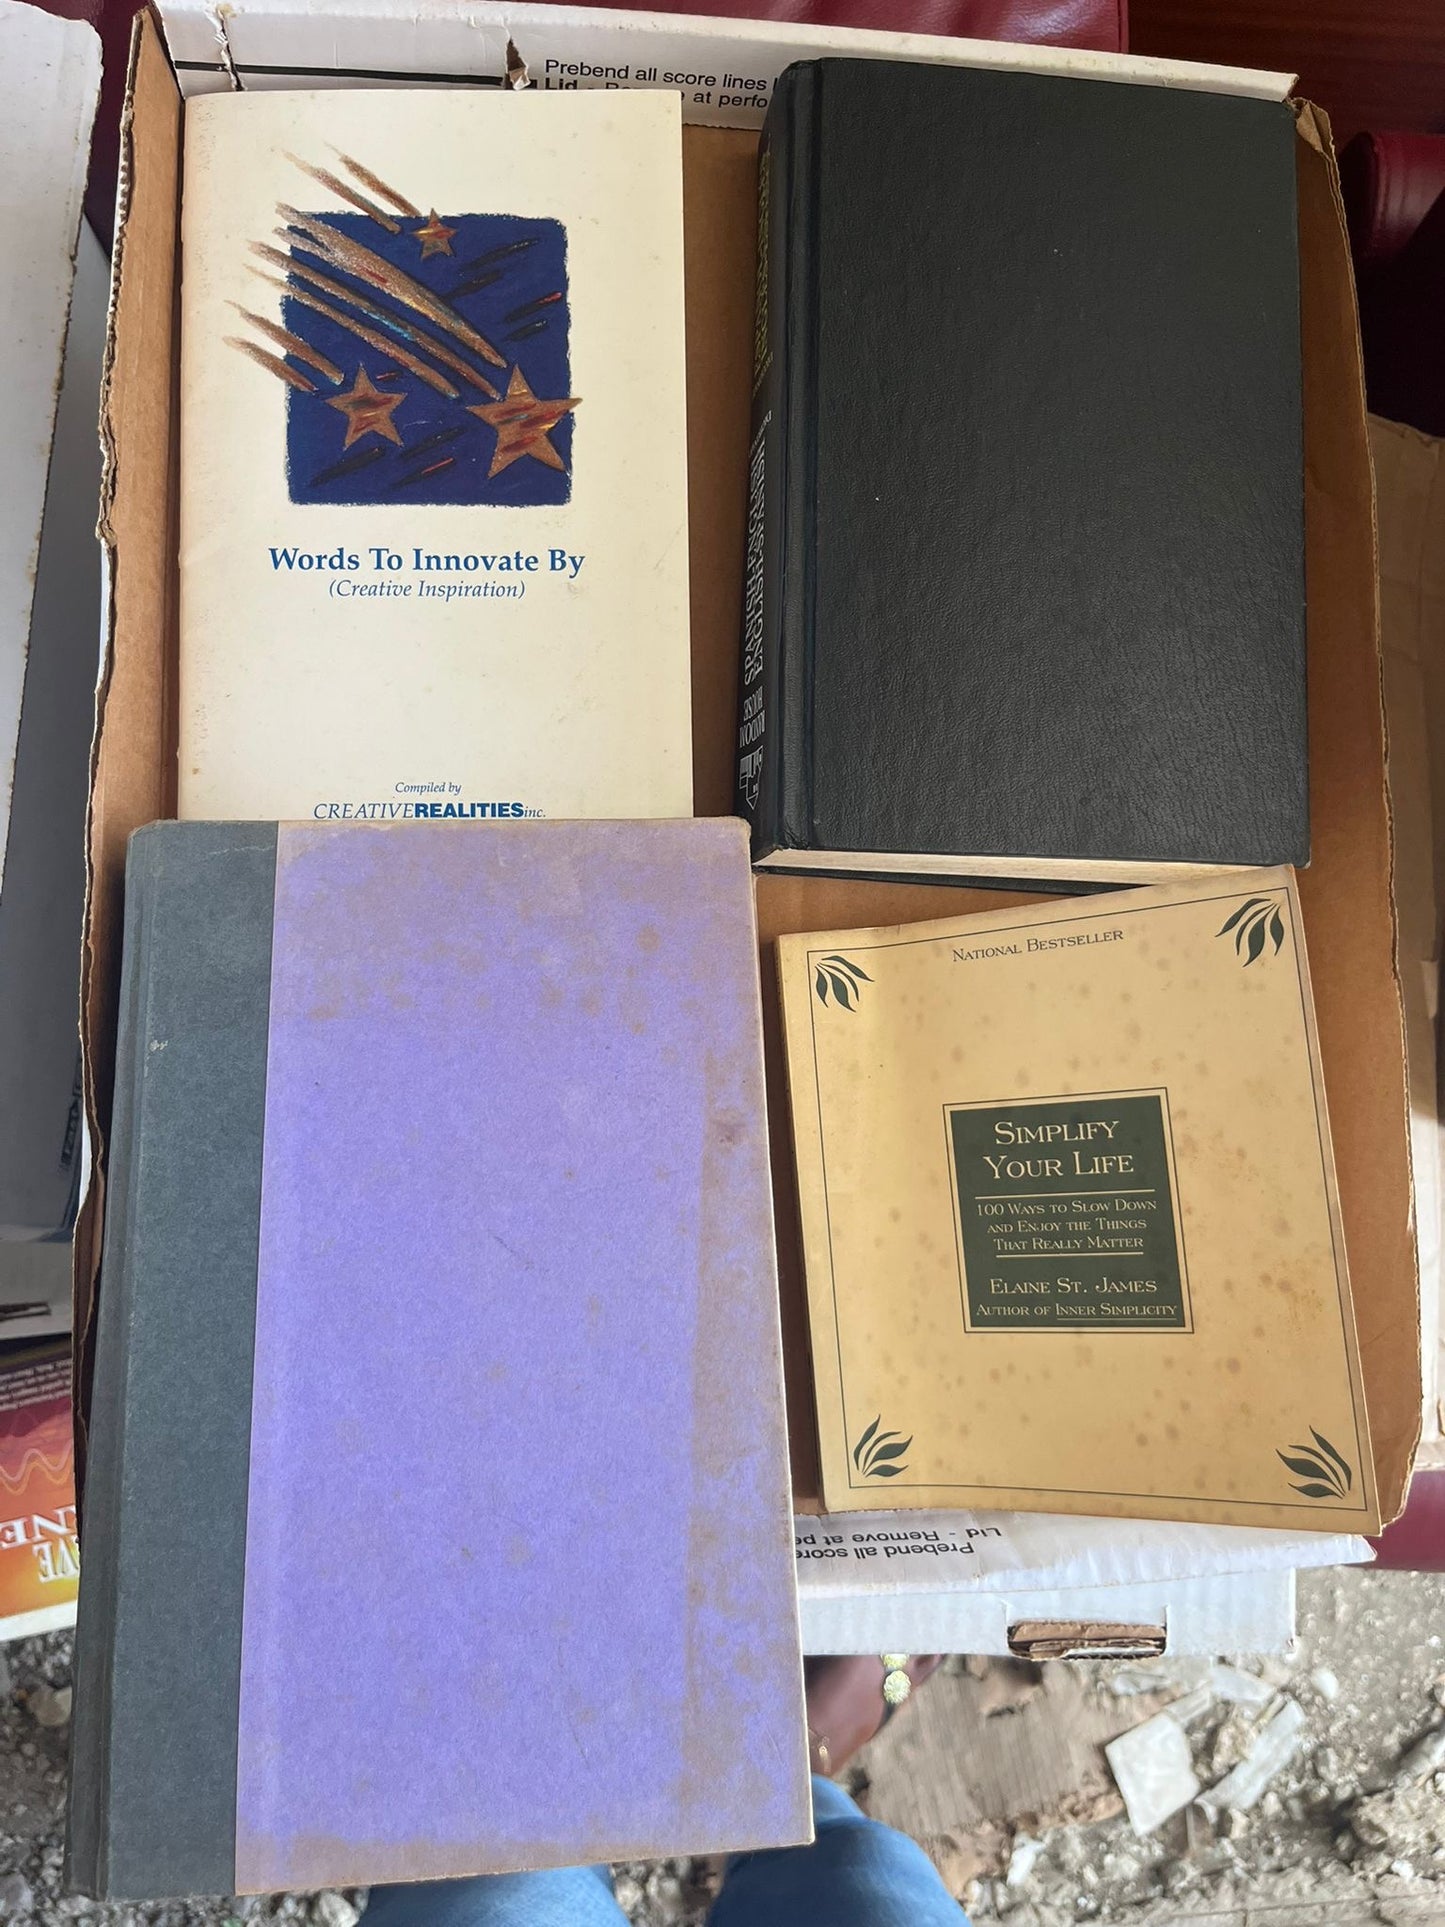 Prebend all score lines
Lid - Remove at perfo
Words To Innovate By
(Creative Inspiration)
Compiled by
CREATIVEREALITIESinc.
SPANISH-ENGLISH
ENGLISH-SPANISH
RANDOM
HOUSE
NATIONAL BESTSELLER
SIMPLIFY
YOUR LIFE
100 WAYS TO SLOW DOWN
AND ENJOY THE THINGS
THAT REALLY MATTER
ELAINE ST. JAMES
AUTHOR OF INNER SIMPLICITY
Prebend all score
Lid - Remove at pe